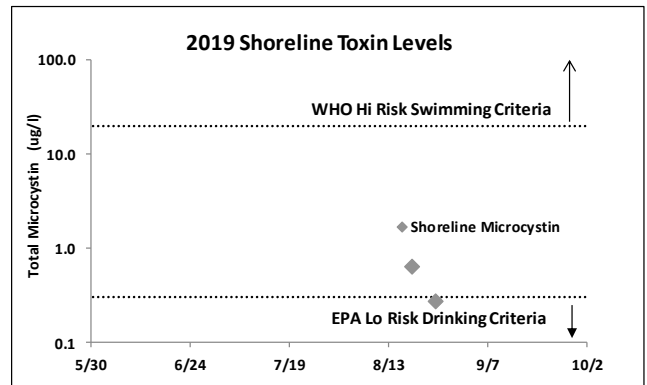 2019 Shoreline Toxin Levels
100.0
WHO Hi Risk Swimming Criteria
10.0
Total Microcystin (ug/l)
Shoreline Microcystin
1.0
EPA Lo Risk Drinking Criteria
0.1
5/30 6/24 7/19 8/13 9/7 10/2